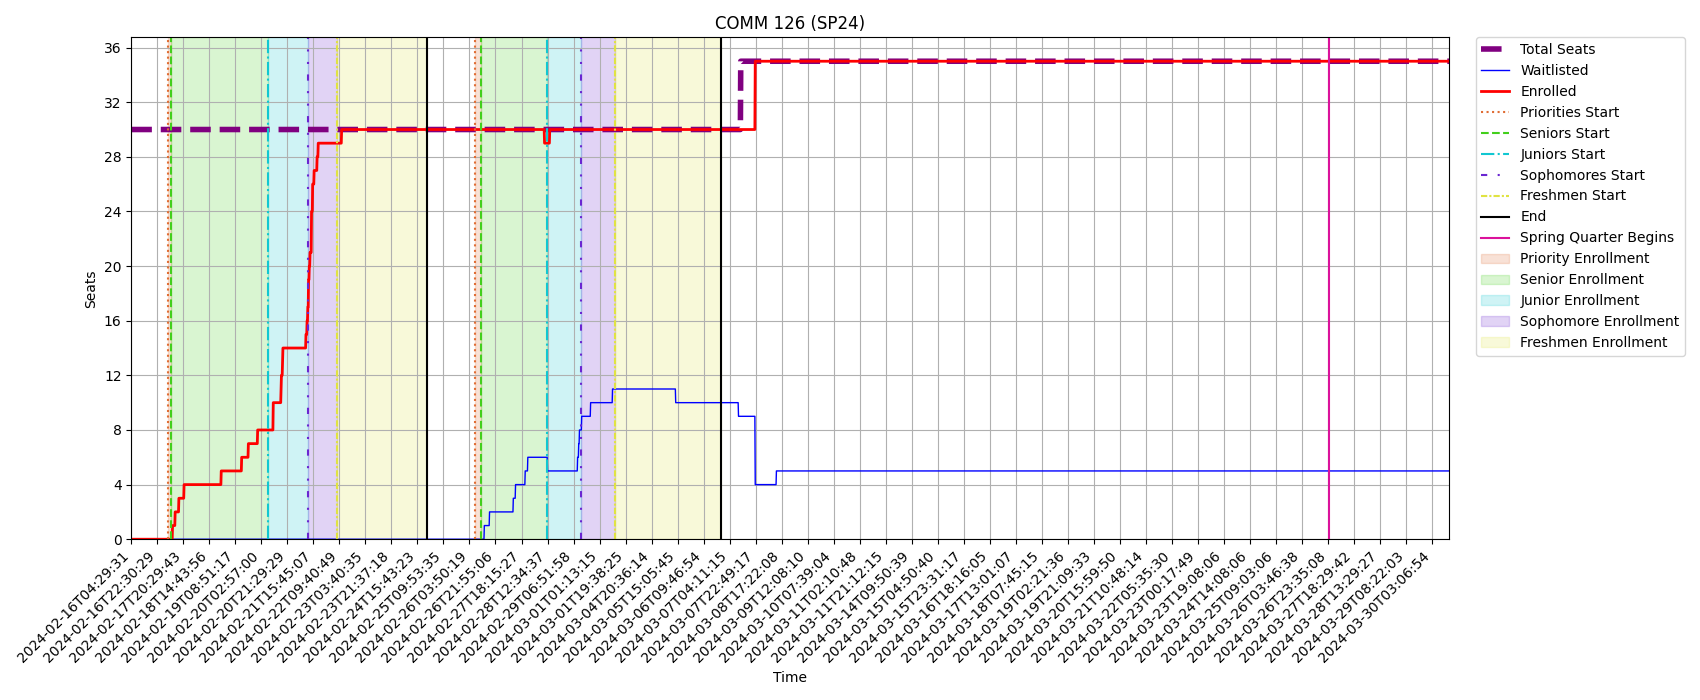 COMM 126 (SP24)
36
32
28
24
20
16
12
8
4
0
Seats
2024-02-16T04:29:31
2024-02-16T22:30:29
2024-02-17T20:29:43
2024-02-18T14:43:56
2024-02-19T08:51:17
2024-02-20T02:57:00
2024-02-20T21:29:29
2024-02-21T15:45:07
2024-02-22T09:40:49
2024-02-23T03:40:35
2024-02-23T21:37:18
2024-02-24T15:43:23
2024-02-25T09:53:35
2024-02-26T03:50:19
2024-02-26T21:55:06
2024-02-27T18:15:27
2024-02-28T12:34:37
2024-02-29T06:51:58
2024-03-01T01:13:15
2024-03-01T19:38:25
2024-03-04T20:36:14
2024-03-05T15:05:45
2024-03-06T09:46:54
2024-03-07T04:11:15
2024-03-07T22:49:17
2024-03-08T17:22:08
2024-03-09T12:08:10
2024-03-10T07:39:04
2024-03-11T02:10:48
2024-03-11T21:12:15
2024-03-14T09:50:39
2024-03-15T04:50:40
2024-03-15T23:31:17
2024-03-16T18:16:05
2024-03-17T13:01:07
2024-03-18T07:45:15
2024-03-19T02:21:36
2024-03-19T21:09:33
2024-03-20T15:59:50
2024-03-21T10:48:14
2024-03-22T05:35:30
2024-03-23T00:17:49
2024-03-23T19:08:06
2024-03-24T14:08:06
2024-03-25T09:03:06
2024-03-26T03:46:38
2024-03-26T23:35:08
2024-03-27T18:29:42
2024-03-28T13:29:27
2024-03-29T08:22:03
2024-03-30T03:06:54
Time
Total Seats
Waitlisted
Enrolled
Priorities Start
Seniors Start
Juniors Start
Sophomores Start
Freshmen Start
End
Spring Quarter Begins
Priority Enrollment
Senior Enrollment
Junior Enrollment
Sophomore Enrollment
Freshmen Enrollment